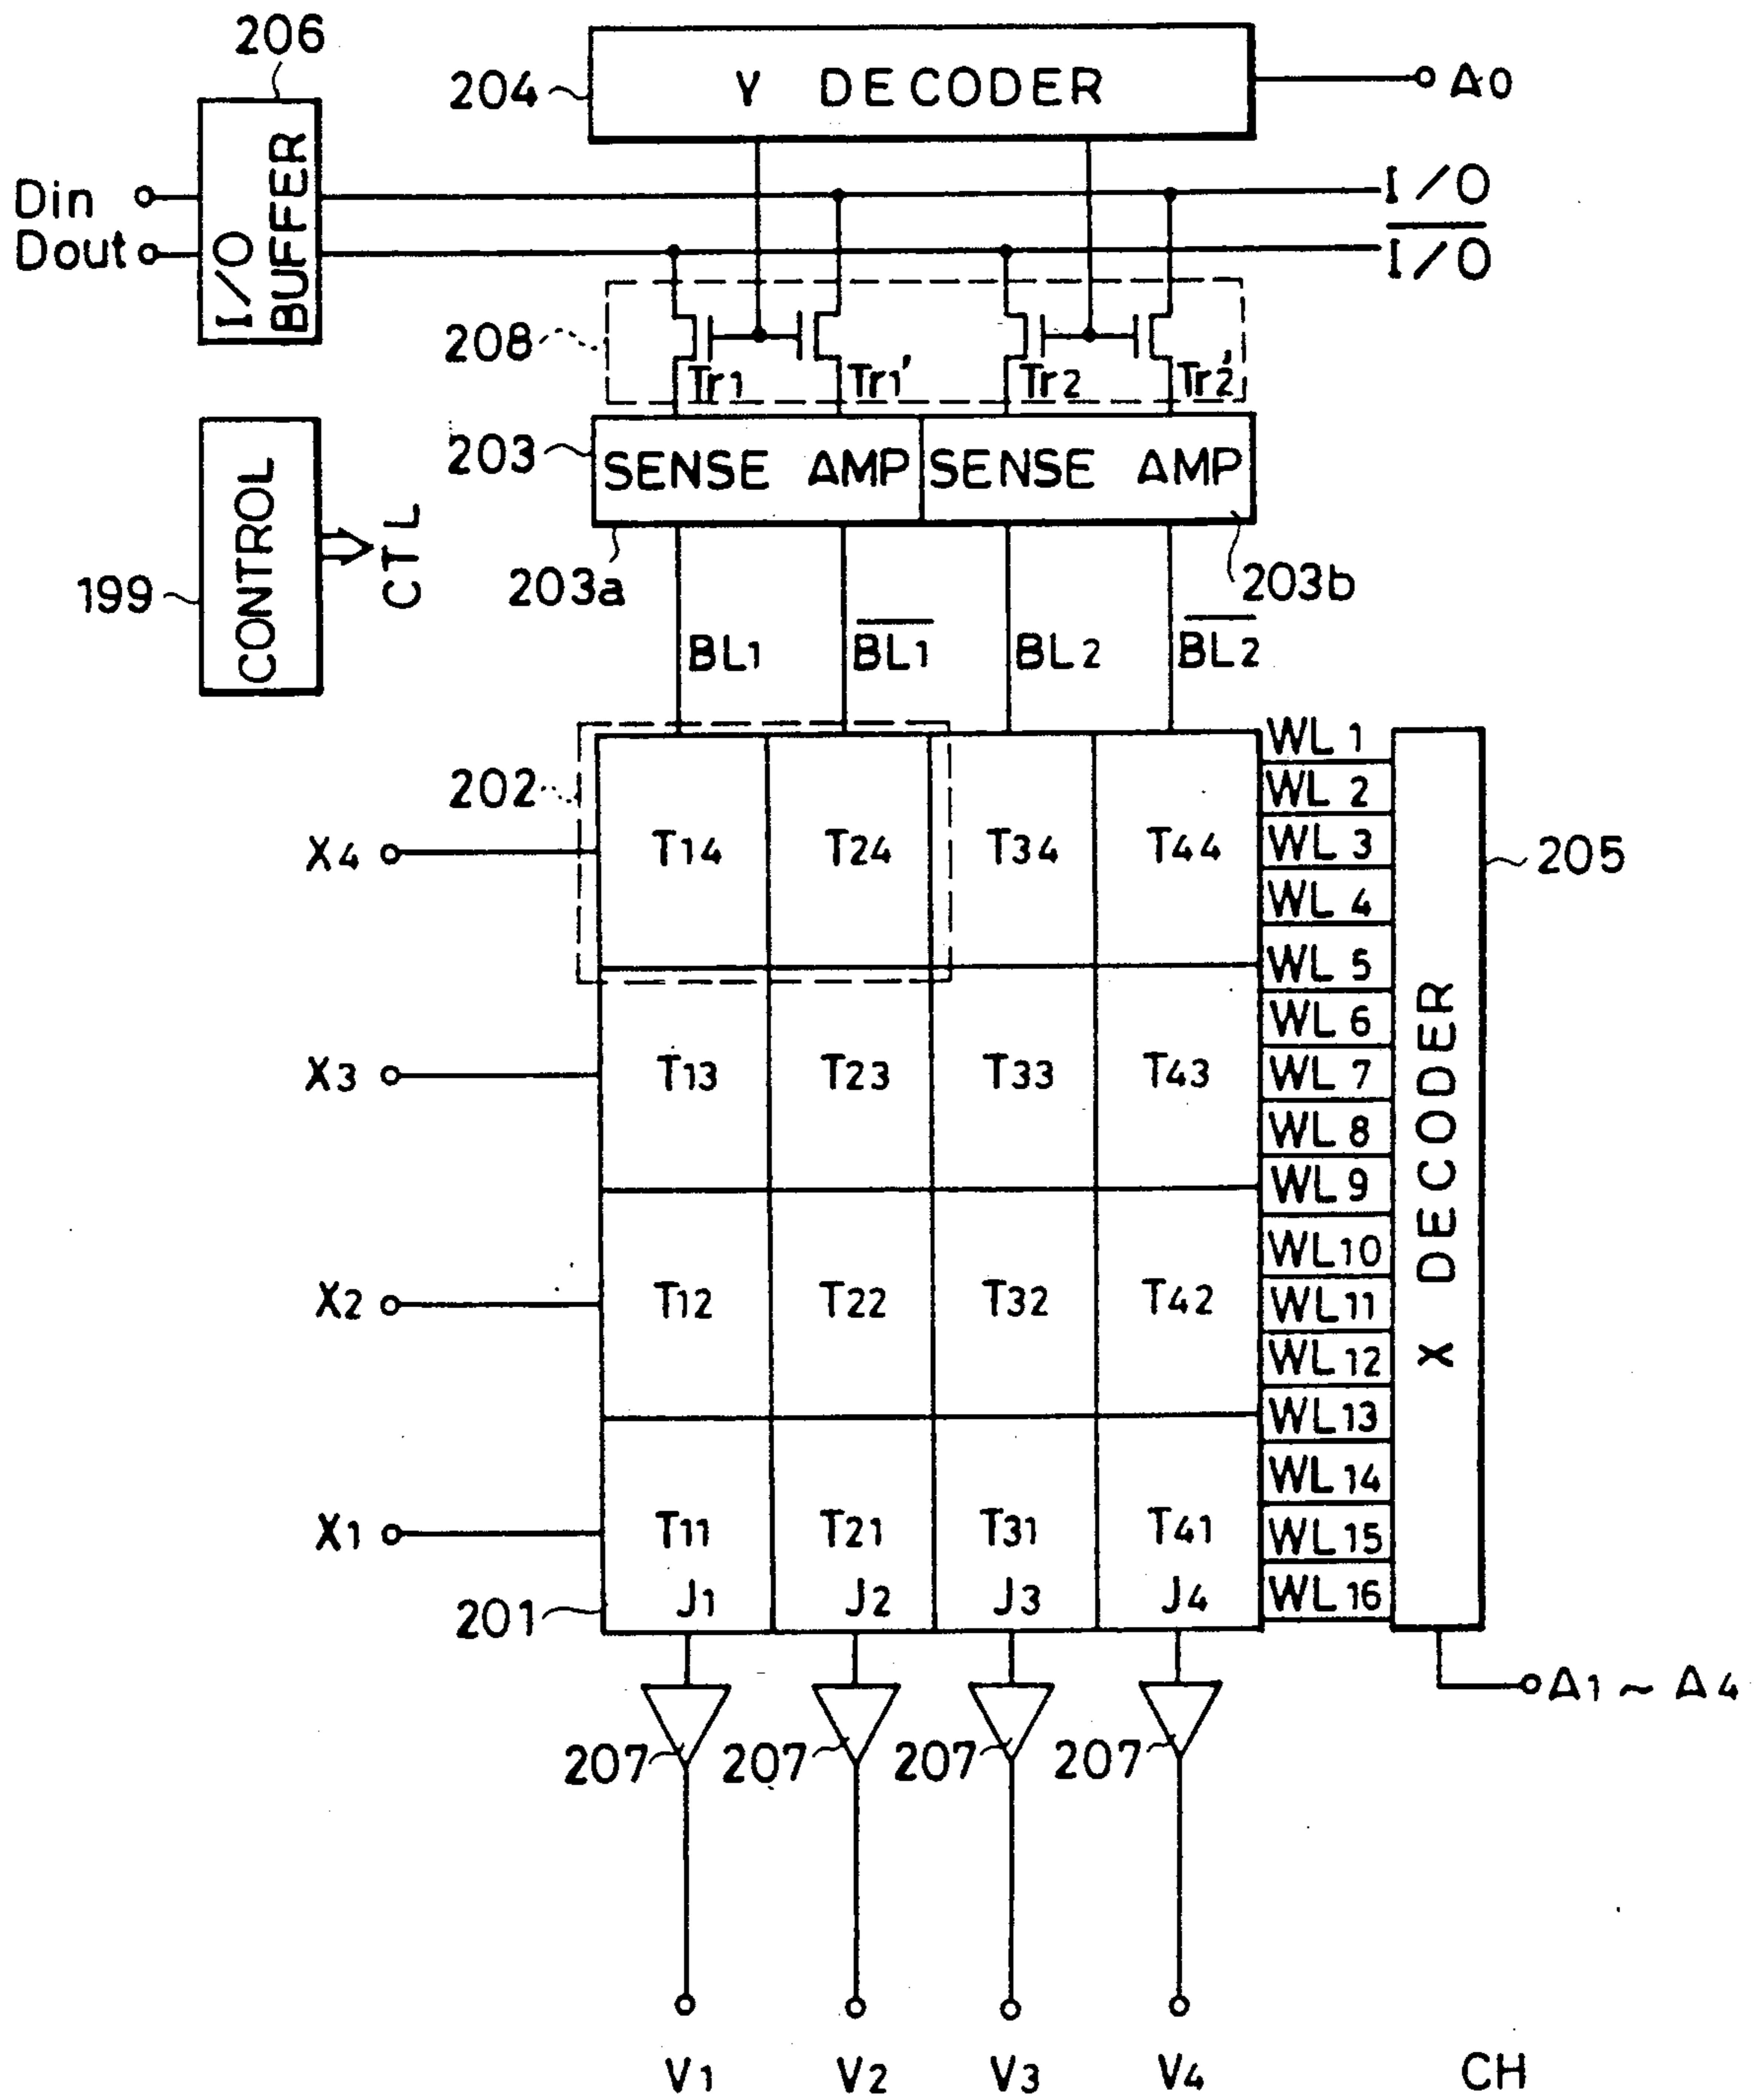 206
204
Y DECODER
A0
Din
Dout
I/O
BUFFER
I/O
I/O
208
Tr1
Tr1'
Tr2
Tr2'
203
SENSE AMP
SENSE AMP
199
CONTROL
CTL
203a
203b
BL1
BL1
BL2
BL2
202
X4
T14
T24
T34
T44
WL1
WL2
WL3
WL4
205
X DECODER
X3
T13
T23
T33
T43
WL5
WL6
WL7
WL8
X2
T12
T22
T32
T42
WL9
WL10
WL11
WL12
X1
T11
T21
T31
T41
WL13
WL14
WL15
WL16
201
J1
J2
J3
J4
A1 ~ A4
207
207
207
207
V1
V2
V3
V4
CH